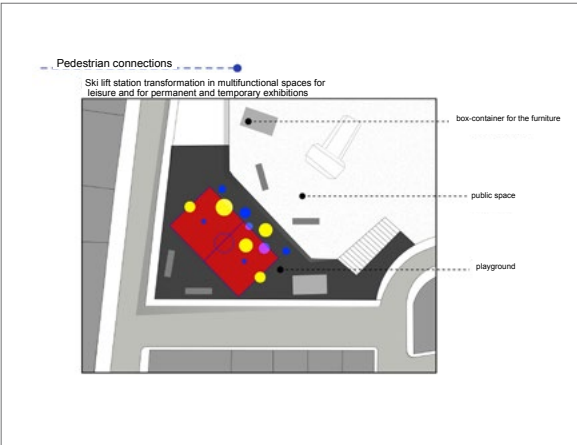 Pedestrian connections
Ski lift station transformation in multifunctional spaces for
leisure and for permanent and temporary exhibitions
box-container for the furniture
public space
playground